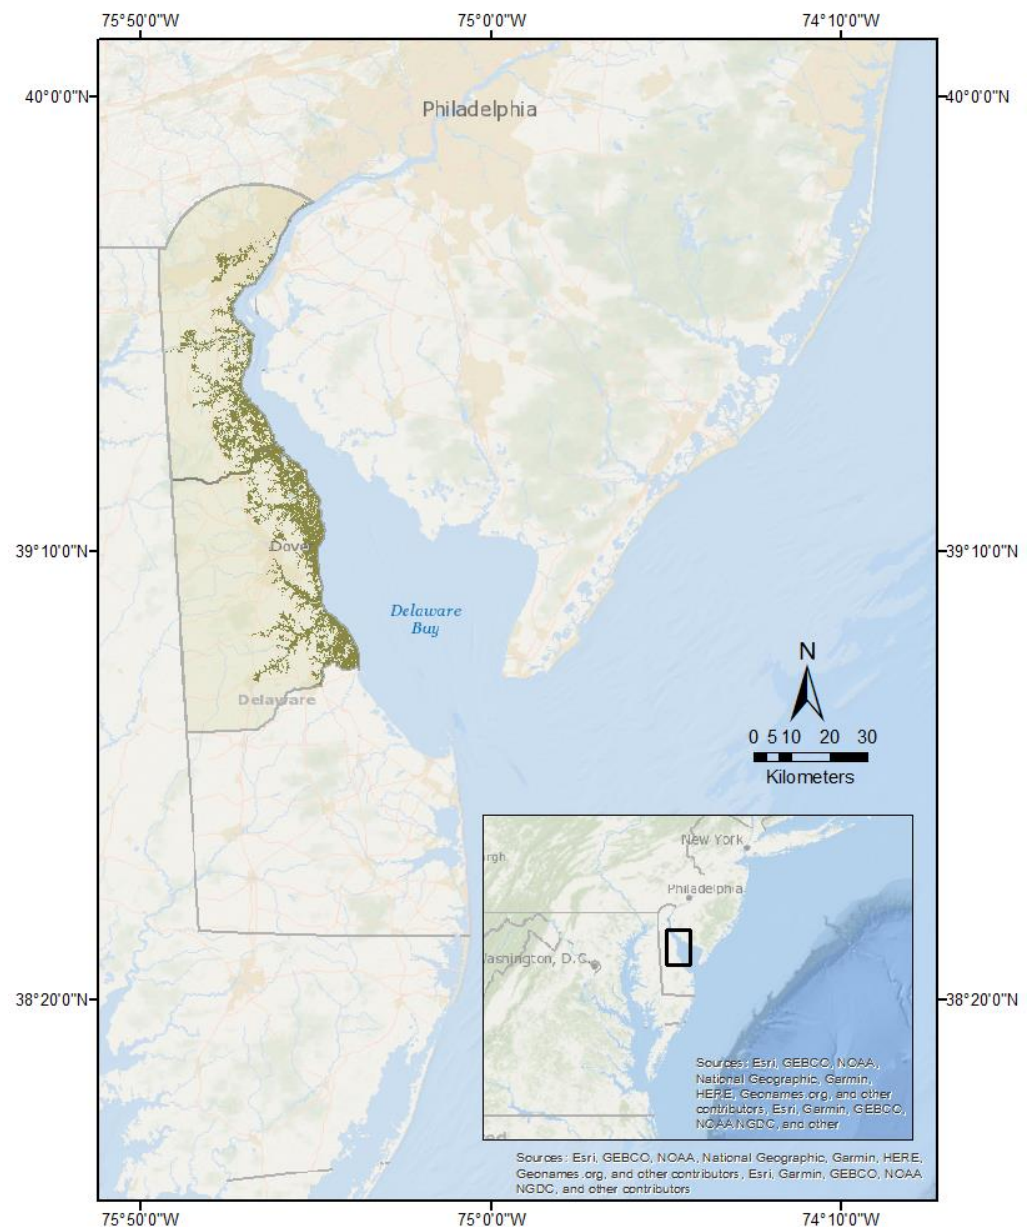 75°50'0"W 75°0'0"W 74°10'0"W
40°0'0"N 40°0'0"N
Philadelphia
39°10'0"N 39°10'0"N
Dove
Delaware
Bay
N
0 5 10 20 30
Kilometers
Delaware
New York
rgh
Philadelphia
Washington, D.C.
38°20'0"N 38°20'0"N
Sources: Esri, GEBCO, NOAA,
National Geographic, Garmin,
HERE, Geonames.org, and other
contributors, Esri, Garmin, GEBCO,
NOAA NGDC, and other
nd
Sources: Esri, GEBCO, NOAA, National Geographic, Garmin, HERE,
Geonames.org, and other contributors, Esri, Garmin, GEBCO, NOAA
NGDC, and other contributors
75°50'0"W 75°0'0"W 74°10'0"W